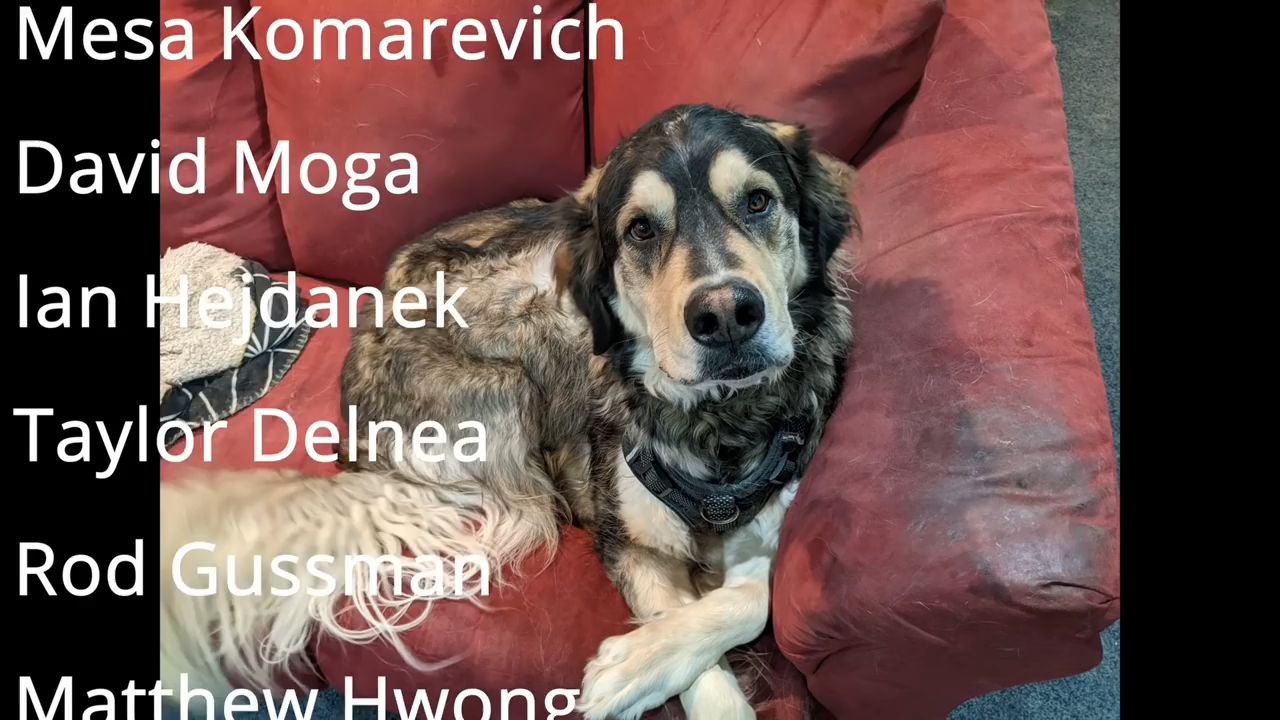 Mesa Komarevich
David Moga
Ian Hejdanek
Taylor Delnea
Rod Gussman
Matthew Hwong